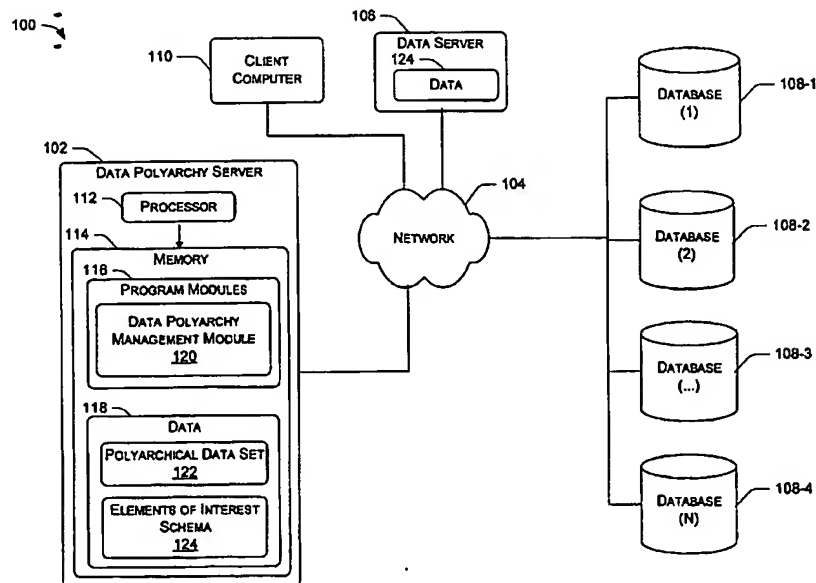 100
110
CLIENT
COMPUTER
106
DATA SERVER
124
DATA
DATABASE
(1)
108-1
102
DATA POLYARCHY SERVER
112
PROCESSOR
104
NETWORK
DATABASE
(2)
108-2
114
MEMORY
116
PROGRAM MODULES
DATA POLYARCHY
MANAGEMENT MODULE
120
DATABASE
(...)
108-3
118
DATA
POLYARCHICAL DATA SET
122
ELEMENTS OF INTEREST
SCHEMA
124
DATABASE
(N)
108-4